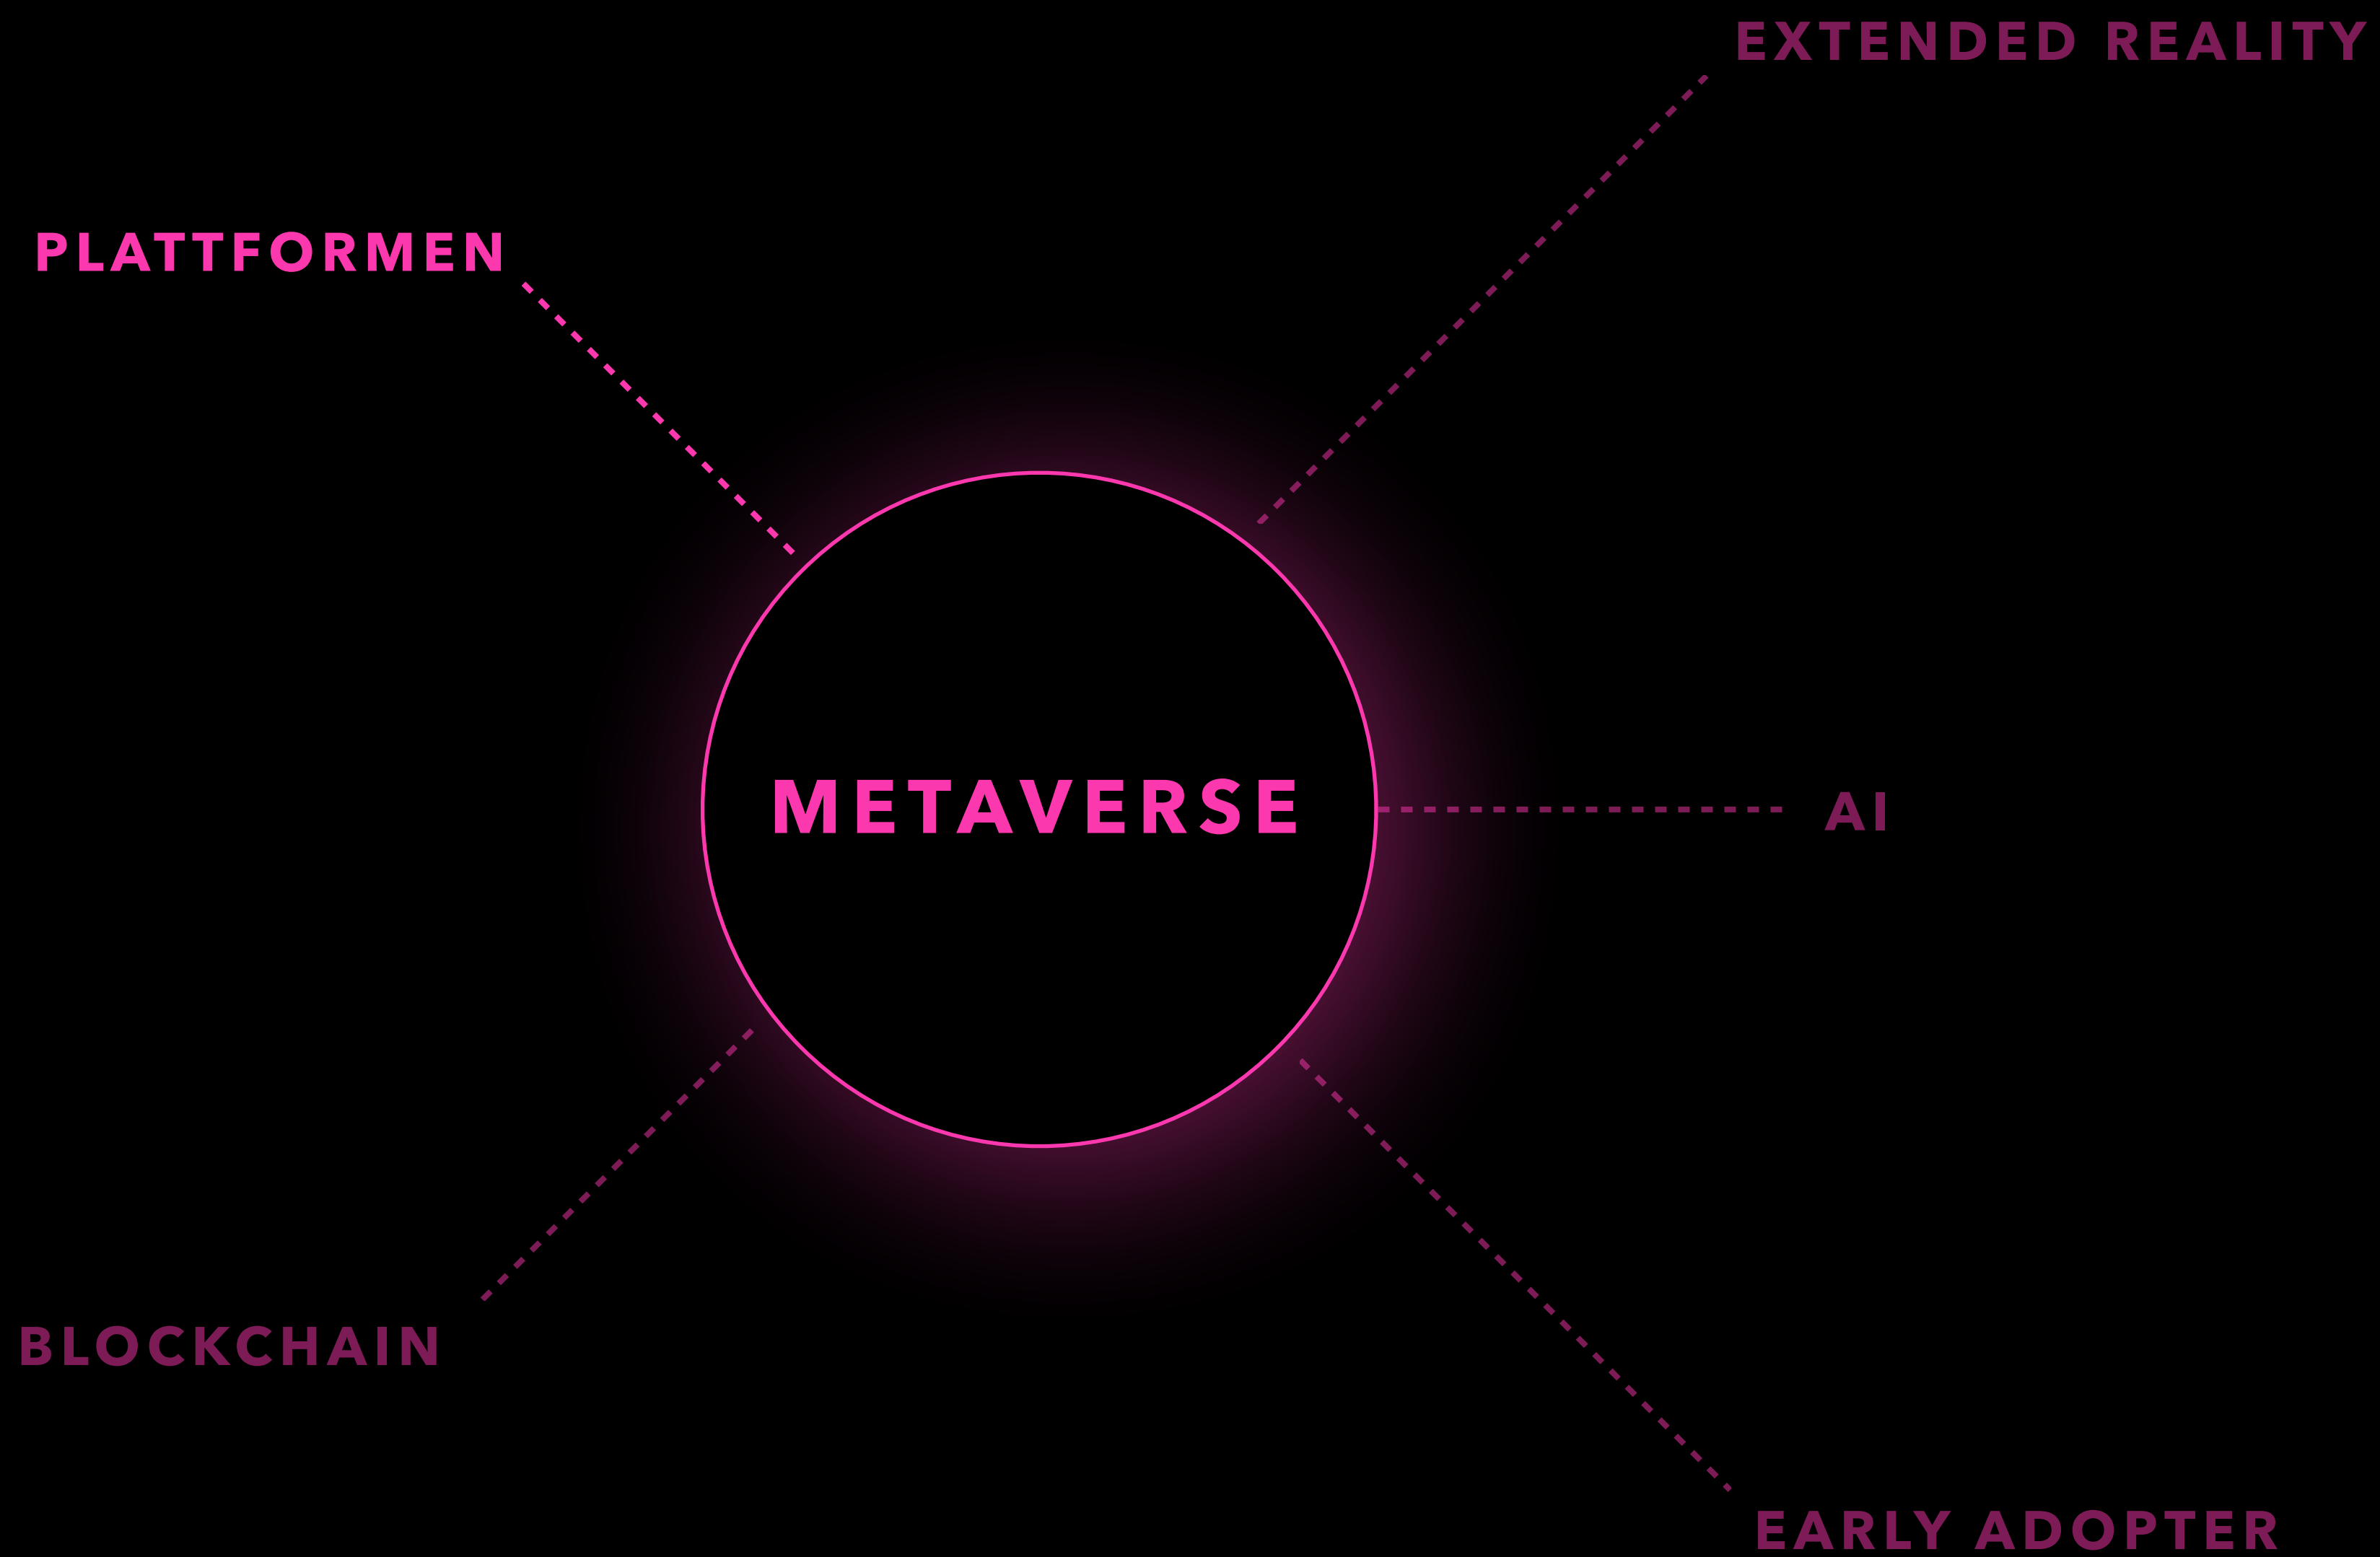 EXTENDED REALITY
PLATTFORMEN
METAVERSE
AI
BLOCKCHAIN
EARLY ADOPTER